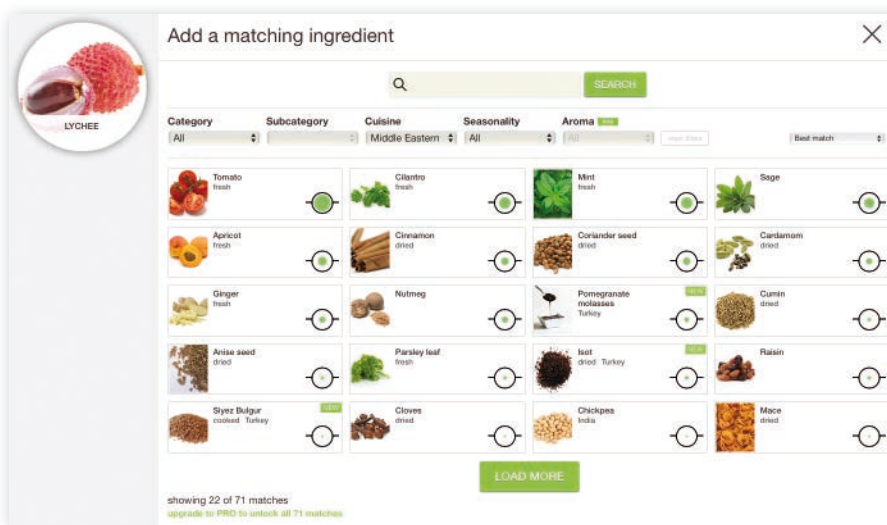 Add a matching ingredient
LYCHEE
SEARCH
Category Subcategory Cuisine Seasonality Aroma
All Middle Eastern All All Best match
Tomato
fresh
Cilantro
fresh
Mint
fresh
Sage
Apricot
fresh
Cinnamon
dried
Coriander seed
dried
Cardamom
dried
Ginger
fresh
Nutmeg
Pomegranate
molasses
Turkey
NEW
Cumin
dried
Anise seed
dried
Parsley leaf
fresh
Isot
dried Turkey
NEW
Raisin
Siyez Bulgur
cooked Turkey
NEW
Cloves
dried
Chickpea
India
Mace
dried
LOAD MORE
showing 22 of 71 matches
upgrade to PRO to unlock all 71 matches